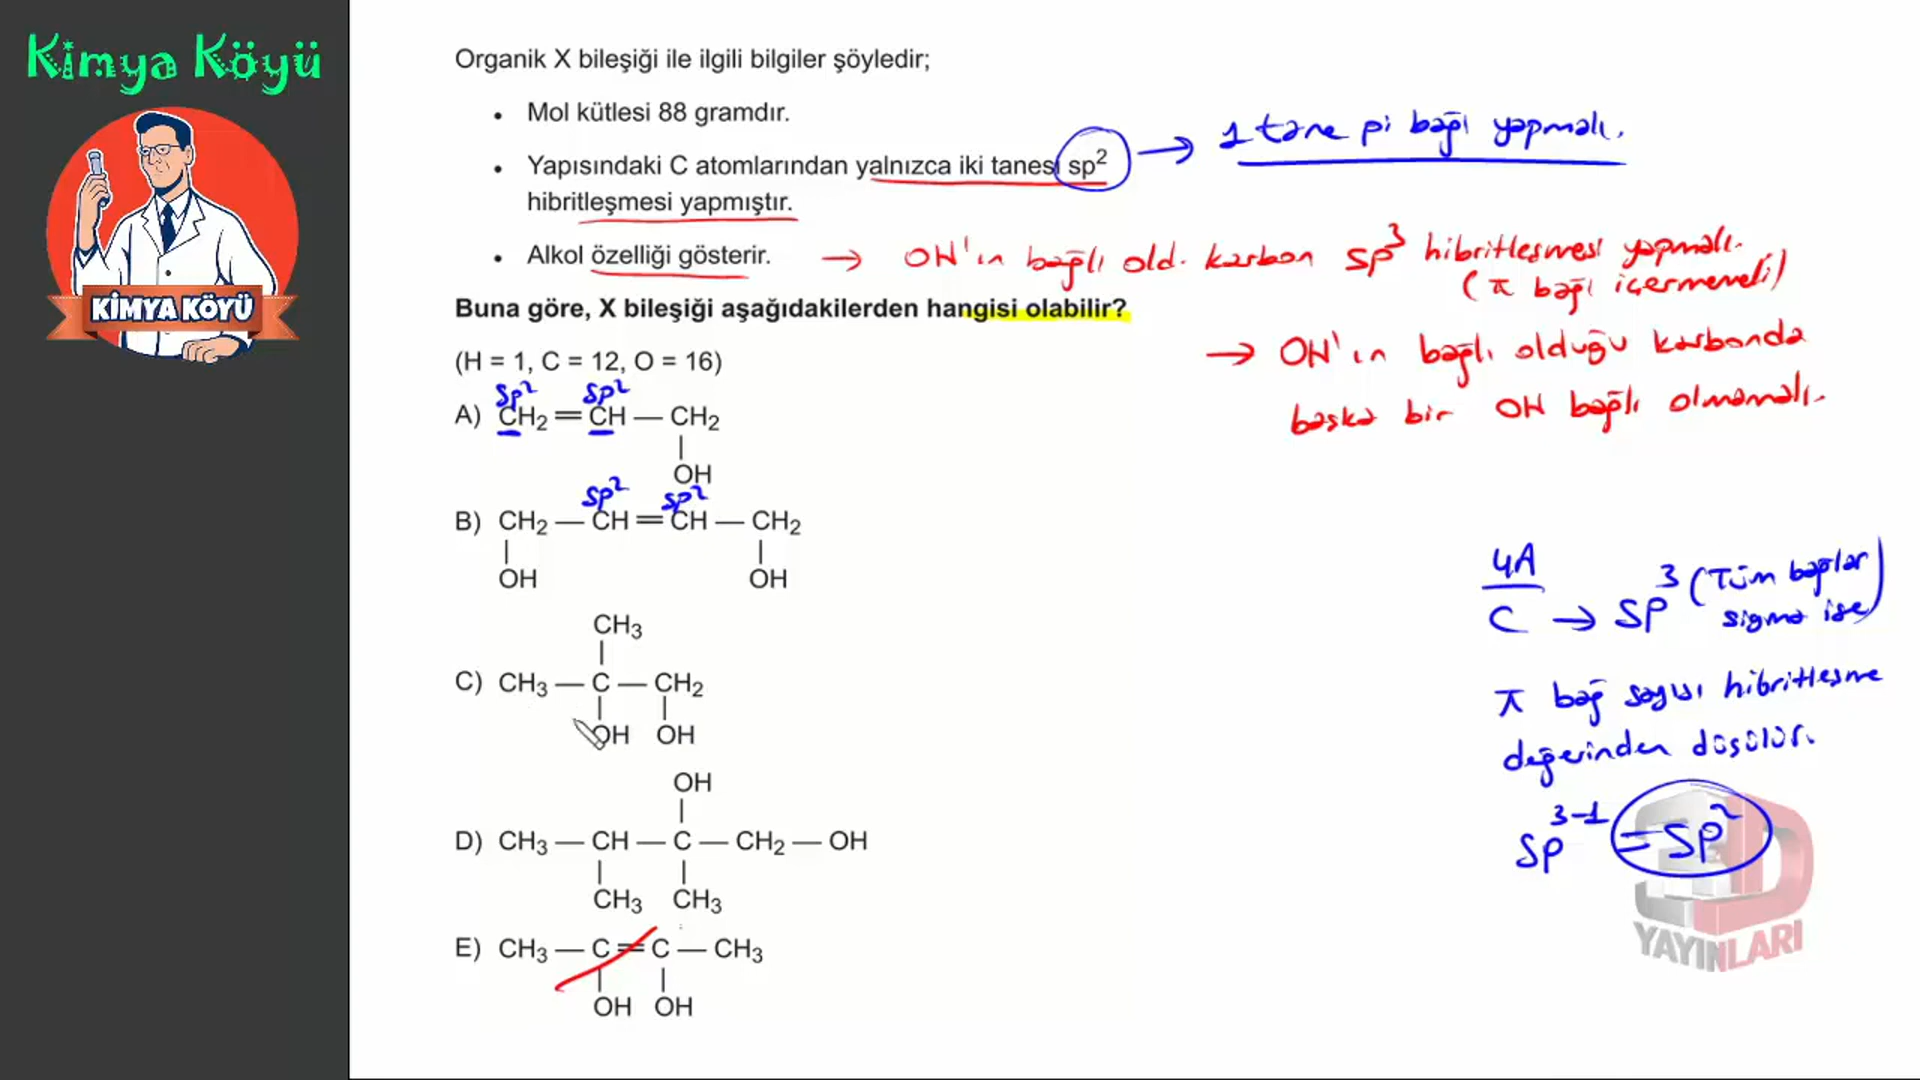 Kimya Köyü
KİMYA KÖYÜ
Organik X bileşiği ile ilgili bilgiler şöyledir;
• Mol kütlesi 88 gramdır.
• Yapısındaki C atomlarından yalnızca iki tanesi sp²
hibritleşmesi yapmıştır.
→ 1 tane pi bağı yapmalı.
• Alkol özelliği gösterir.
→ OH'ın bağlı old. karbon sp³ hibritleşmesi yapmalı.
(π bağı içermemeli)
→ OH'ın bağlı olduğu karbonda
başka bir OH bağlı olmamalı.
Buna göre, X bileşiği aşağıdakilerden hangisi olabilir?
(H = 1, C = 12, O = 16)
sp² sp²
A) CH₂ = CH — CH₂
OH
sp² sp²
B) CH₂ — CH = CH — CH₂
OH OH
CH₃
C) CH₃ — C — CH₂
OH OH
OH
D) CH₃ — CH — C — CH₂ — OH
CH₃ CH₃
E) CH₃ — C = C — CH₃
OH OH
4A
C → sp³ (Tüm bağlar
sigma ise)
π bağ sayısı hibritleşme
değerinden düşülür.
sp³⁻¹ = sp²
3D
YAYINLARI